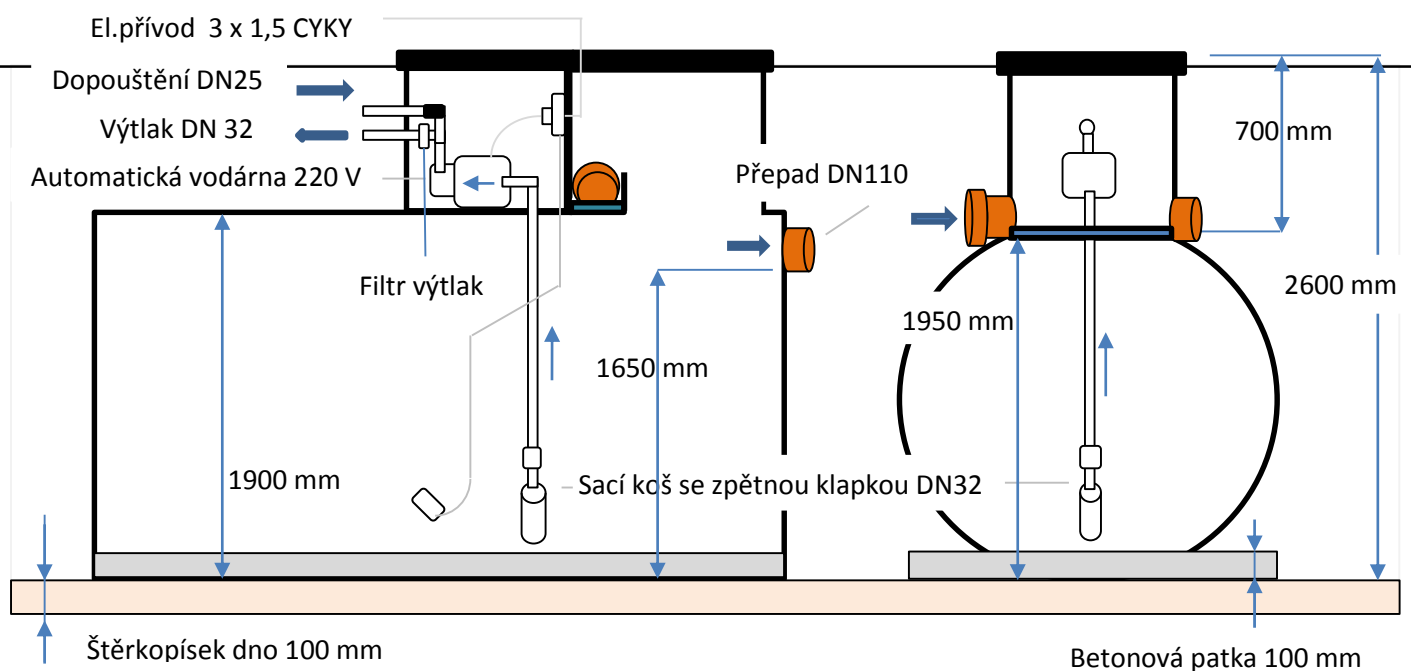 El.přívod  3 x 1,5 CYKY
Dopouštění DN25
Výtlak DN 32
Automatická vodárna 220 V
Přepad DN110
700 mm
Filtr výtlak
2600 mm
1950 mm
1650 mm
1900 mm
Sací koš se zpětnou klapkou DN32
Štěrkopísek dno 100 mm
Betonová patka 100 mm